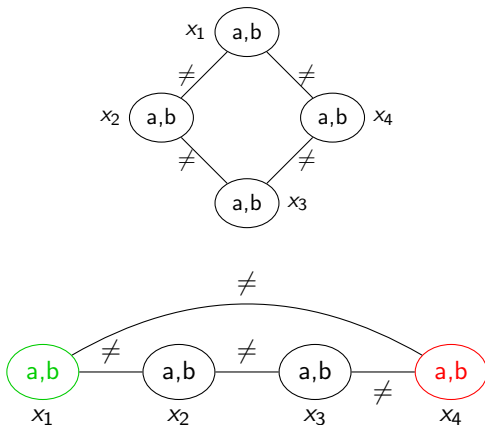 x₁
a,b
≠ ≠
x₂ a,b a,b x₄
≠ ≠
a,b x₃
≠
≠ ≠
a,b a,b a,b a,b
≠
x₁ x₂ x₃ x₄